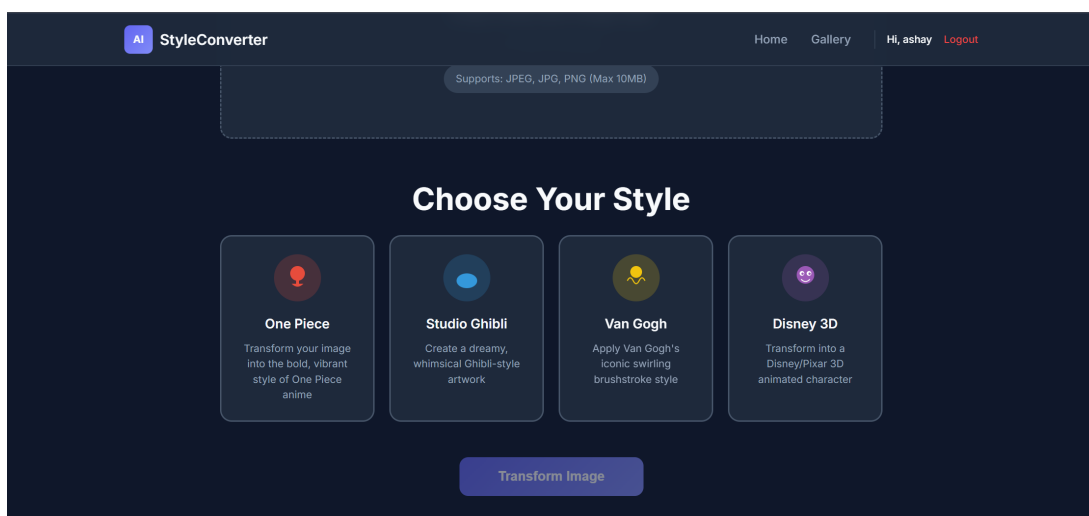 AI StyleConverter
Home Gallery Hi, ashay Logout
Supports: JPEG, JPG, PNG (Max 10MB)
Choose Your Style
One Piece
Transform your image
into the bold, vibrant
style of One Piece
anime
Studio Ghibli
Create a dreamy,
whimsical Ghibli-style
artwork
Van Gogh
Apply Van Gogh's
iconic swirling
brushstroke style
Disney 3D
Transform into a
Disney/Pixar 3D
animated character
Transform Image